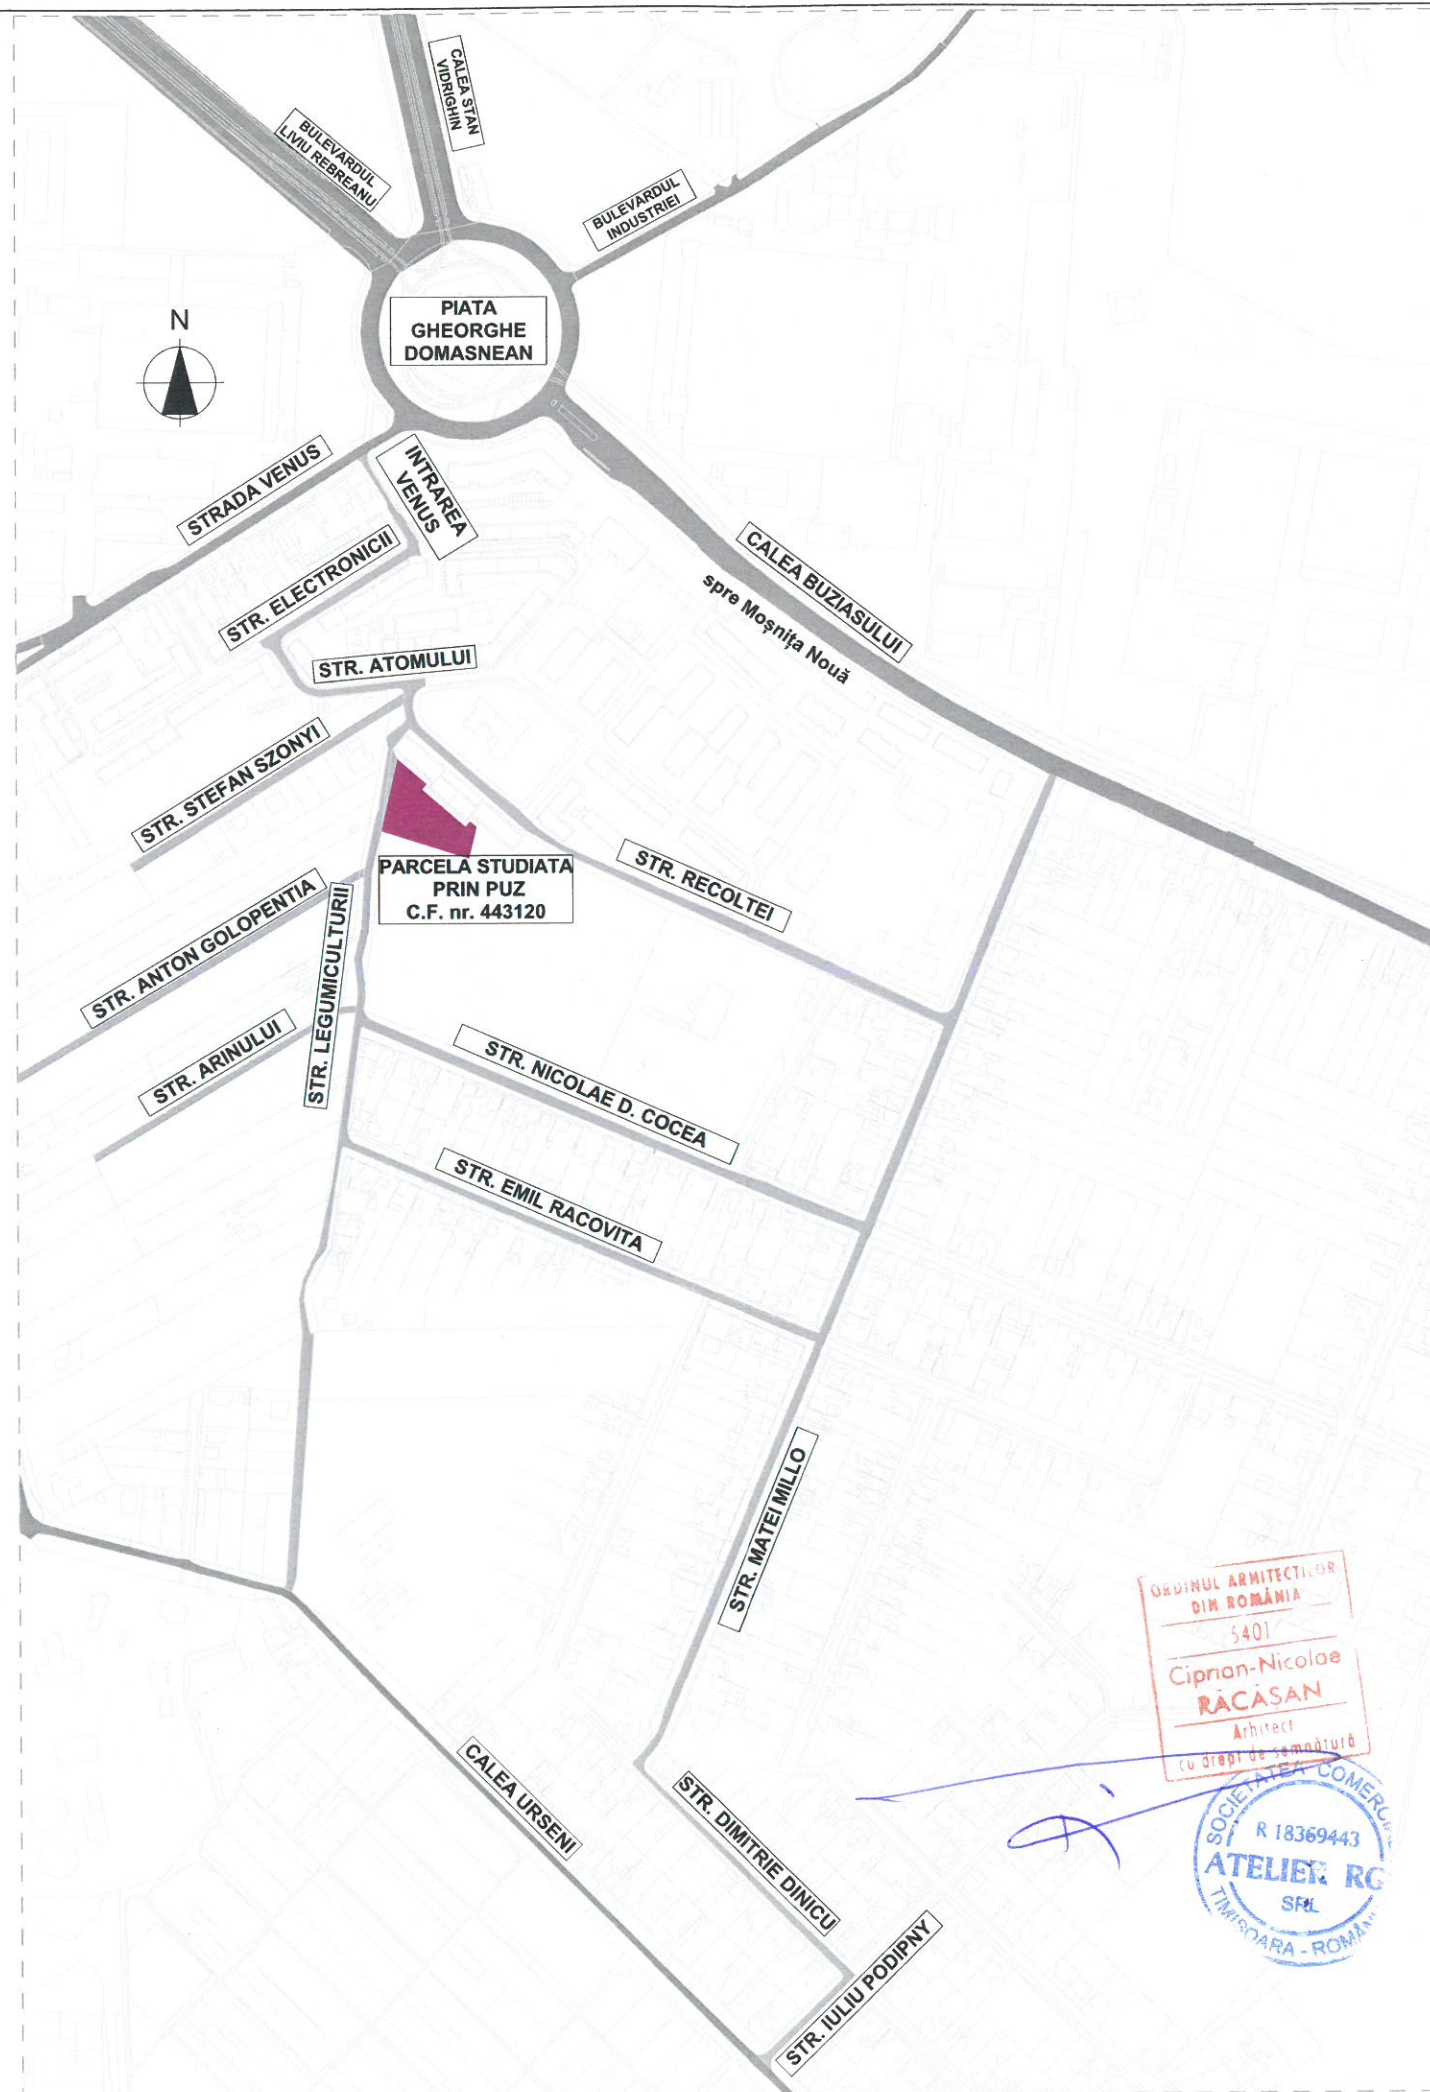 CALEA STAN
VIDRIGHIN
BULEVARDUL
LIVIU REBREANU
BULEVARDUL
INDUSTRIEI
N
PIATA
GHEORGHE
DOMASNEAN
STRADA VENUS
INTRAREA
VENUS
STR. ELECTRONICII
CALEA BUZIASULUI
spre Moșnița Nouă
STR. ATOMULUI
STR. STEFAN SZONYI
PARCELA STUDIATA
PRIN PUZ
C.F. nr. 443120
STR. RECOLTEI
STR. ANTON GOLOPENTIA
STR. LEGUMICULTURII
STR. ARINULUI
STR. NICOLAE D. COCEA
STR. EMIL RACOVITA
STR. MATEI MILLO
CALEA URSENI
STR. DIMITRIE DINICU
STR. IULIU PODIPNY
ORDINUL ARHITECTILOR
DIN ROMÂNIA
5401
Ciprian-Nicolae
RĂCĂȘAN
Arhitect
cu drept de semnătură
SOCIETATEA
R 18369443
ATELIER RG
SRL
TIMIȘOARA -